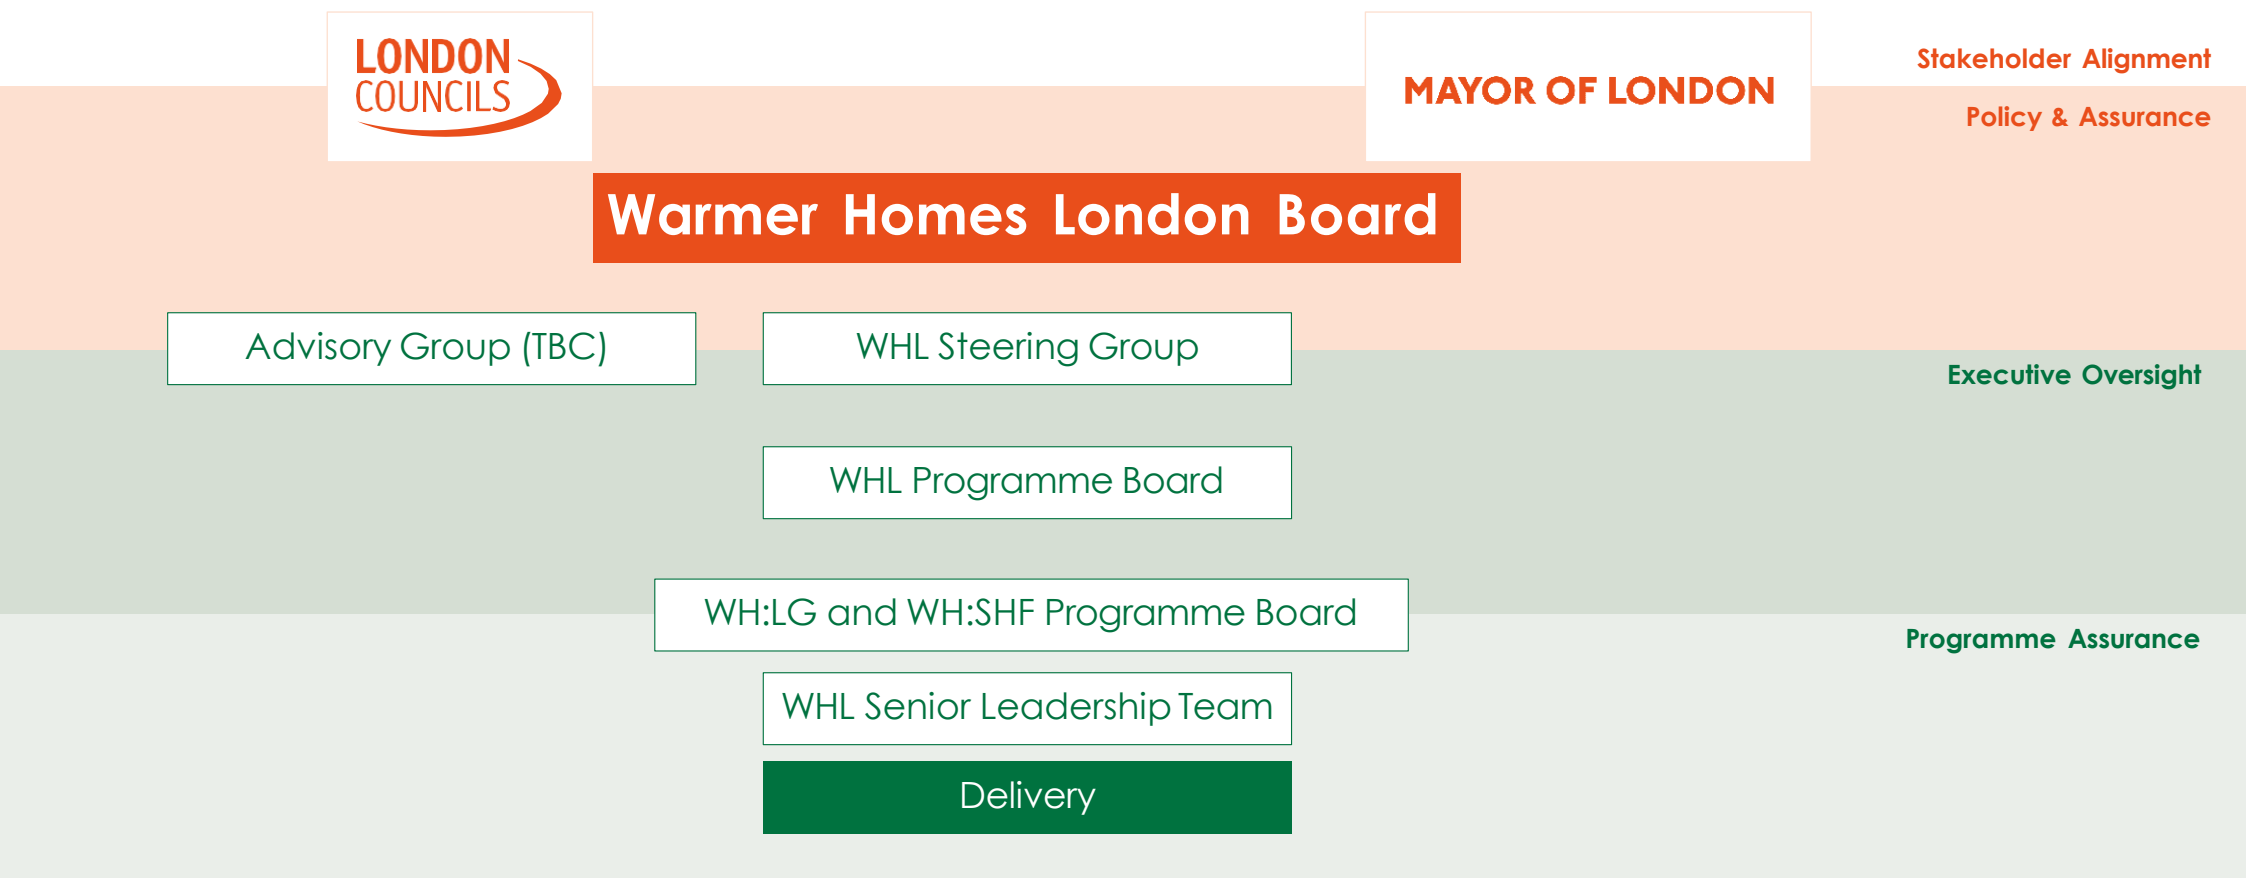 LONDON
COUNCILS
MAYOR OF LONDON
Stakeholder Alignment
Policy & Assurance
Warmer Homes London Board
Advisory Group (TBC)
WHL Steering Group
Executive Oversight
WHL Programme Board
WH:LG and WH:SHF Programme Board
Programme Assurance
WHL Senior Leadership Team
Delivery